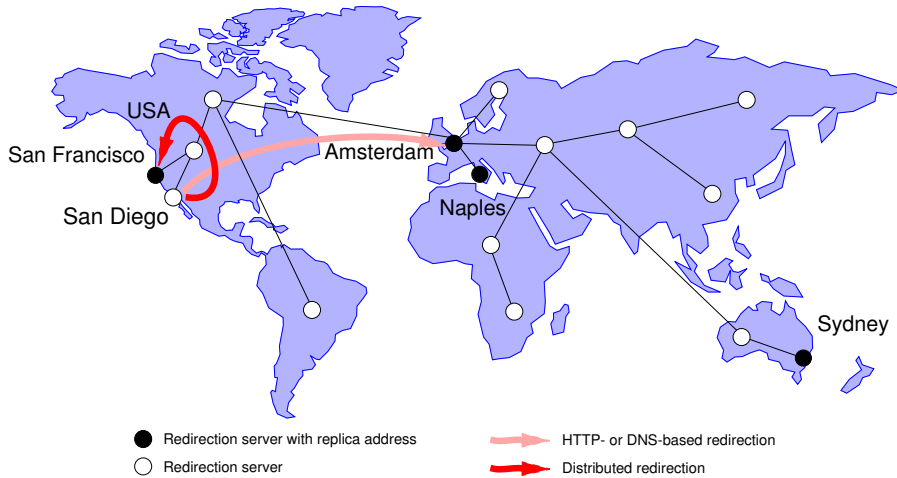 USA
San Francisco
Amsterdam
San Diego
Naples
Sydney
Redirection server with replica address
HTTP- or DNS-based redirection
Redirection server
Distributed redirection